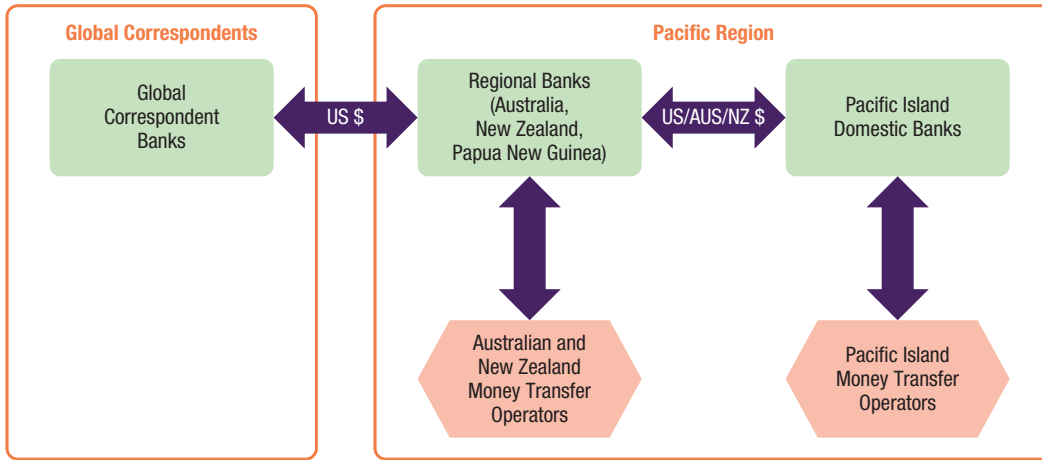 Global Correspondents
Global
Correspondent
Banks
US $
Pacific Region
Regional Banks
(Australia,
New Zealand,
Papua New Guinea)
US/AUS/NZ $
Pacific Island
Domestic Banks
Australian and
New Zealand
Money Transfer
Operators
Pacific Island
Money Transfer
Operators